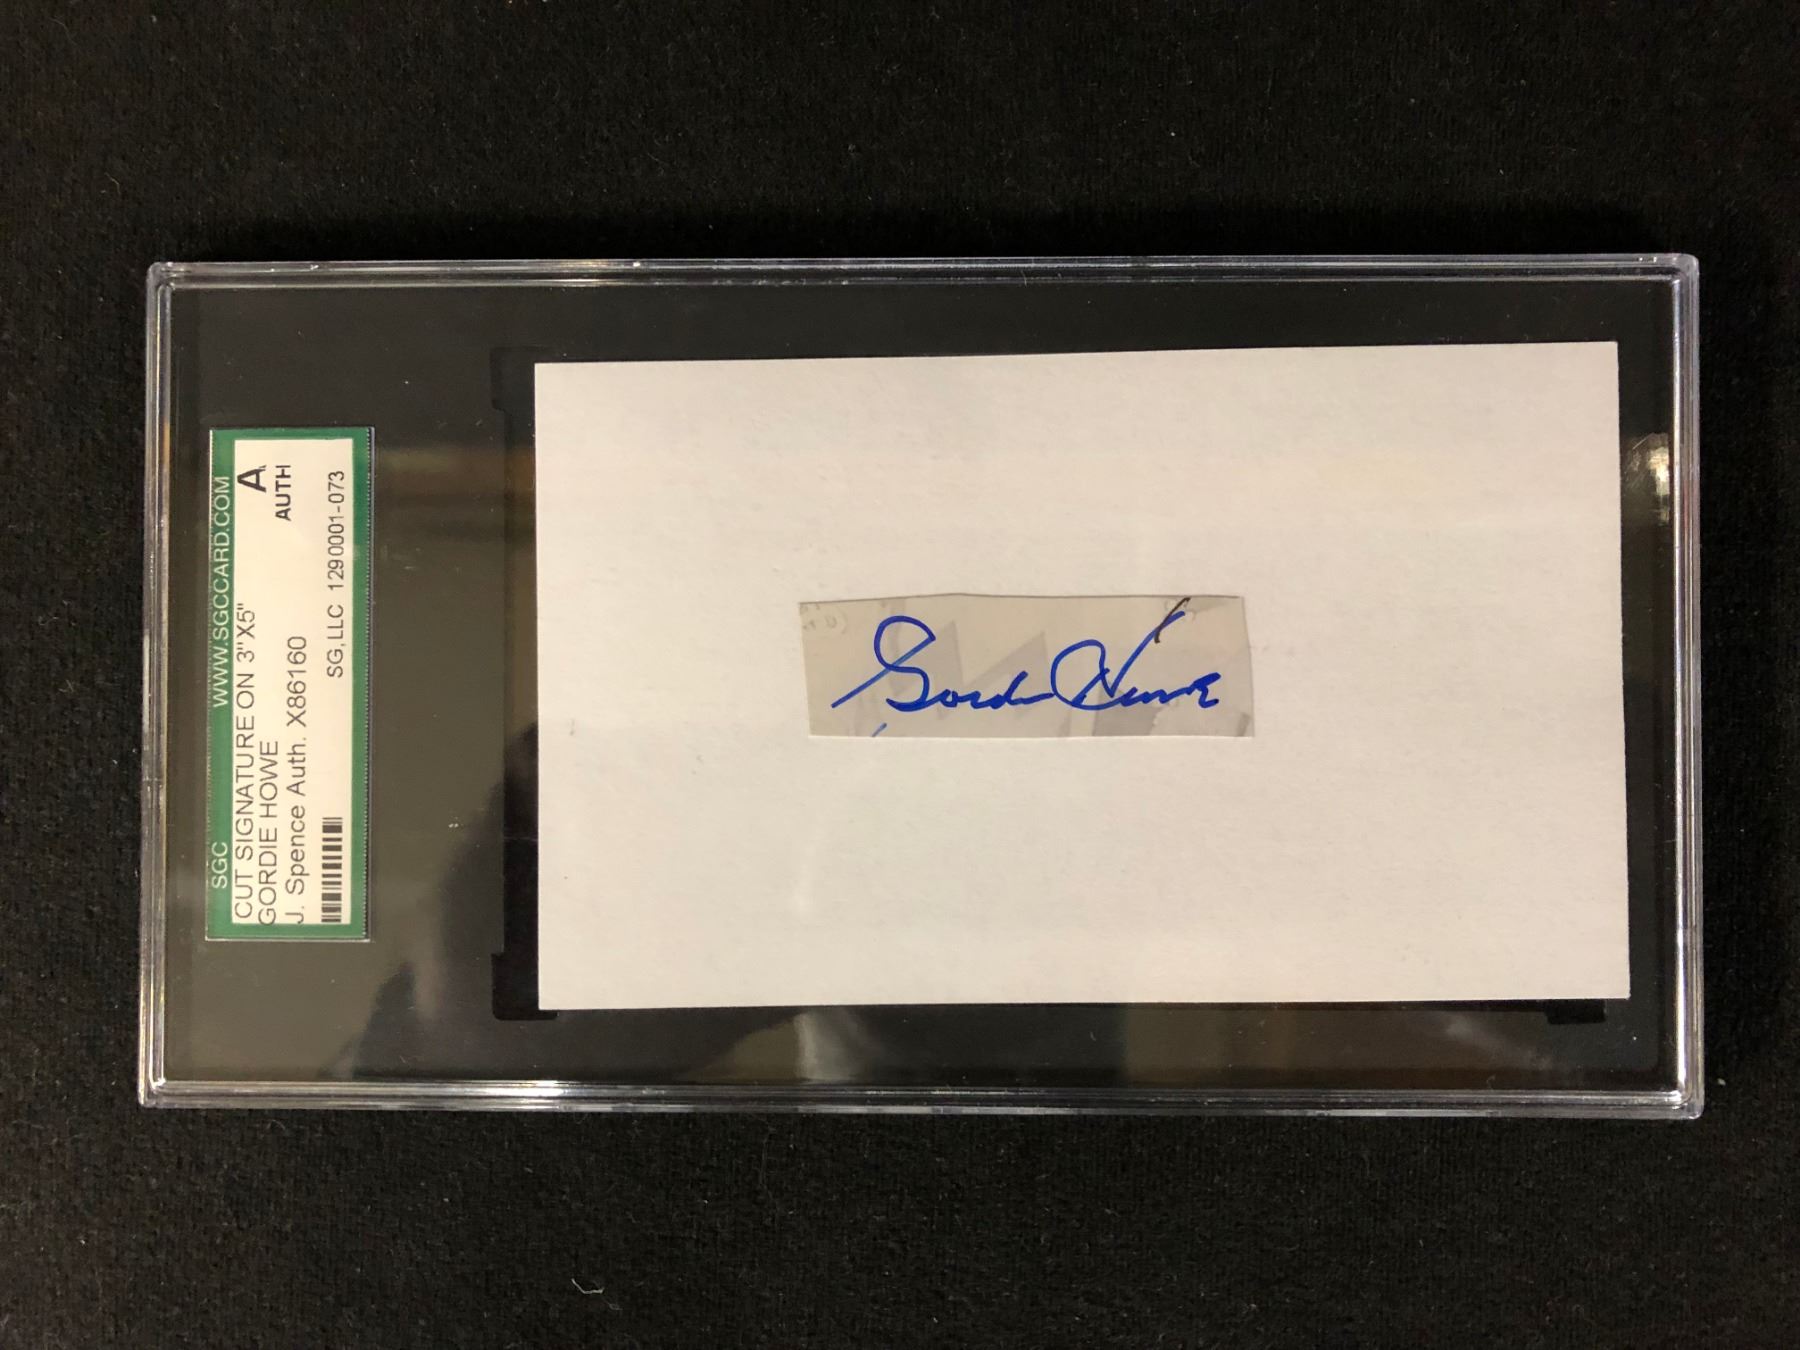 SGC WWW.SGCCARD.COM
CUT SIGNATURE ON 3"X5" A
GORDIE HOWE AUTH
J. Spence Auth. X86160
SG, LLC 1290001-073
Gordie Howe